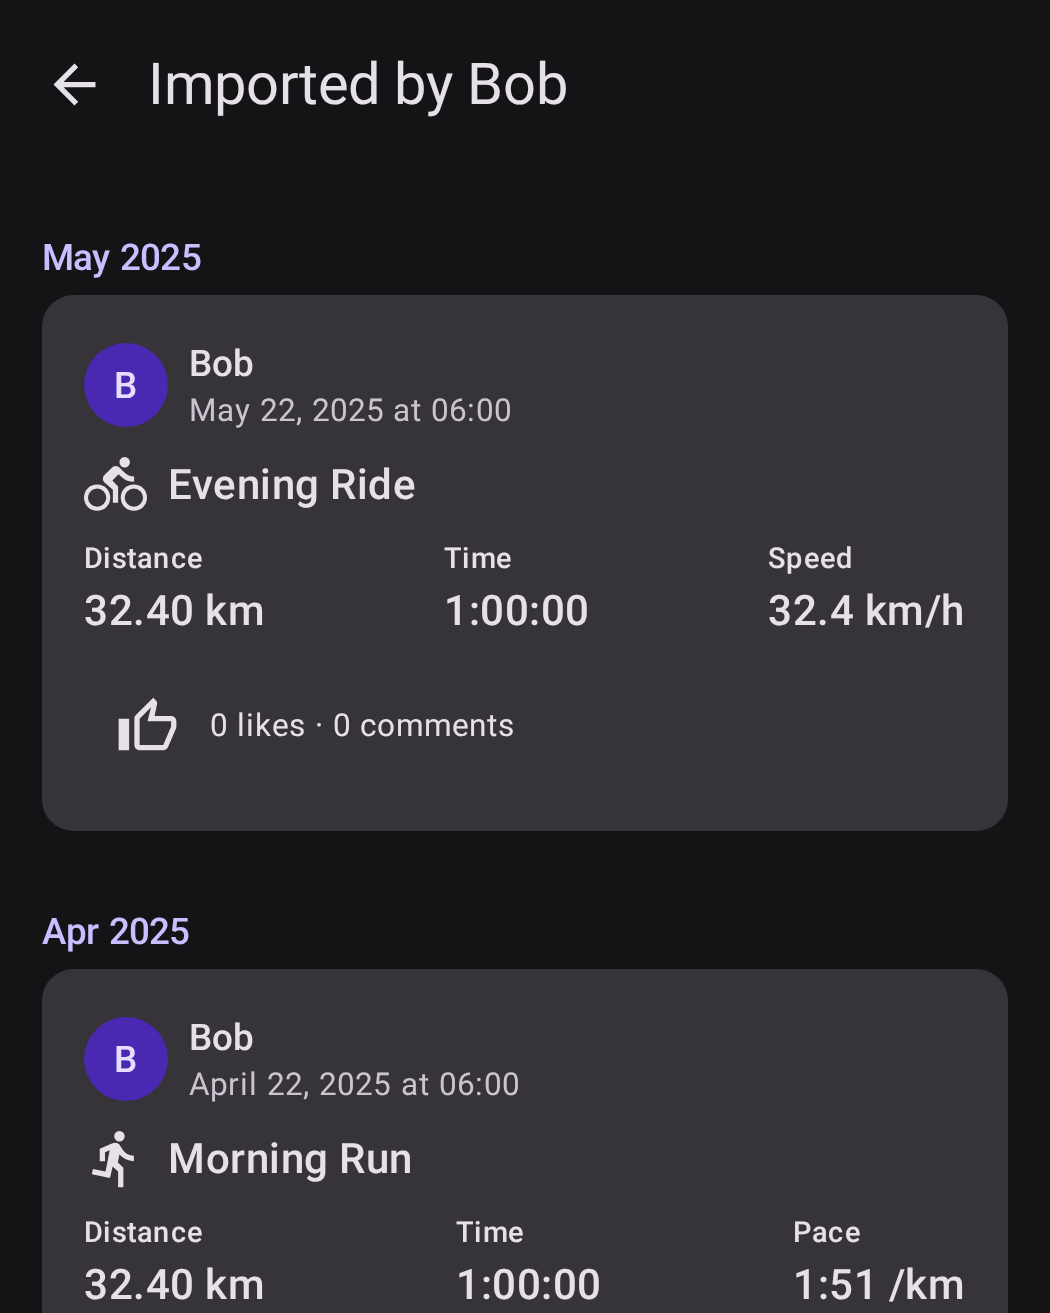 Imported by Bob
May 2025
B
Bob
May 22, 2025 at 06:00
Evening Ride
Distance Time Speed
32.40 km 1:00:00 32.4 km/h
0 likes · 0 comments
Apr 2025
B
Bob
April 22, 2025 at 06:00
Morning Run
Distance Time Pace
32.40 km 1:00:00 1:51 /km